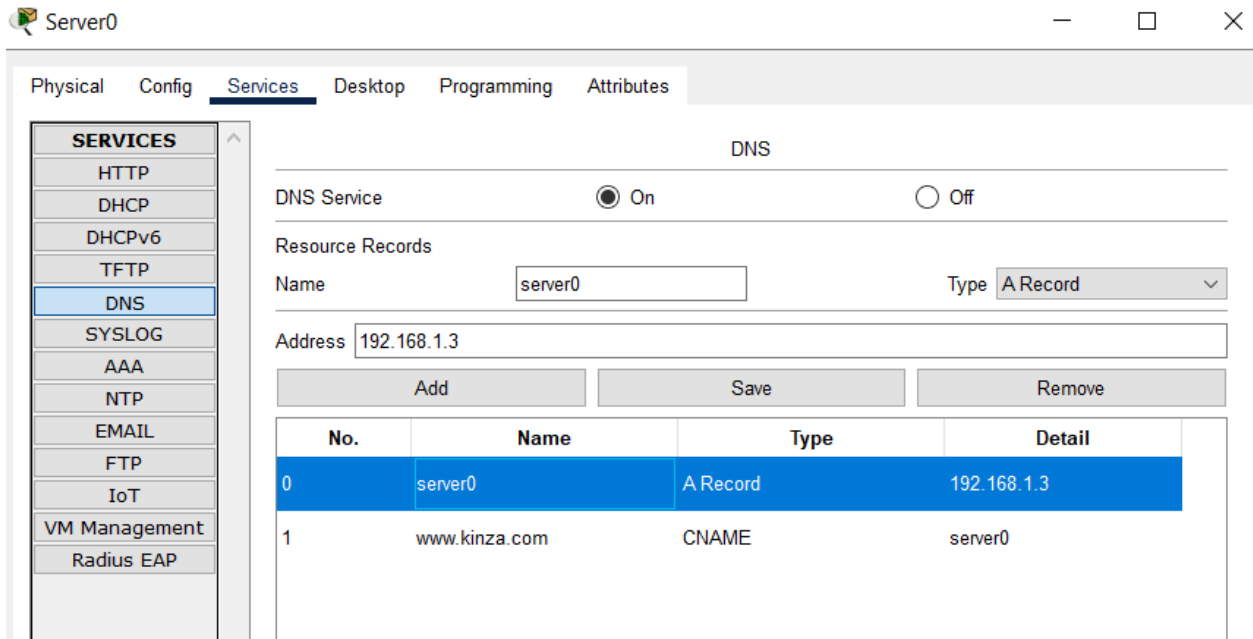 Server0
Physical Config Services Desktop Programming Attributes
SERVICES
HTTP
DHCP
DHCPv6
TFTP
DNS
SYSLOG
AAA
NTP
EMAIL
FTP
IoT
VM Management
Radius EAP
DNS
DNS Service On Off
Resource Records
Name server0 Type A Record
Address 192.168.1.3
Add Save Remove
No. Name Type Detail
0 server0 A Record 192.168.1.3
1 www.kinza.com CNAME server0